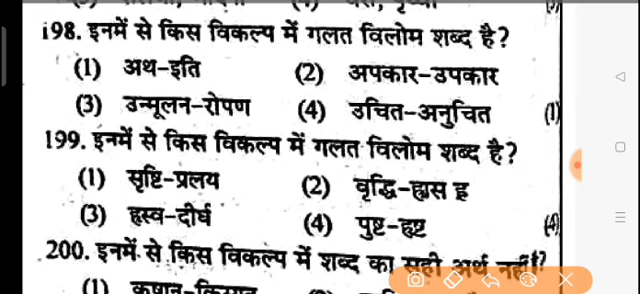 198. इनमें से किस विकल्प में गलत विलोम शब्द है?
(1) अथ-इति (2) अपकार-उपकार
(3) उन्मूलन-रोपण (4) उचित-अनुचित (1)
199. इनमें से किस विकल्प में गलत विलोम शब्द है?
(1) सृष्टि-प्रलय (2) वृद्धि-ह्रास
(3) ह्रस्व-दीर्घ (4) पुष्ट-हृष्ट (4)
200. इनमें से किस विकल्प में शब्द का सही अर्थ नहीं
(1)